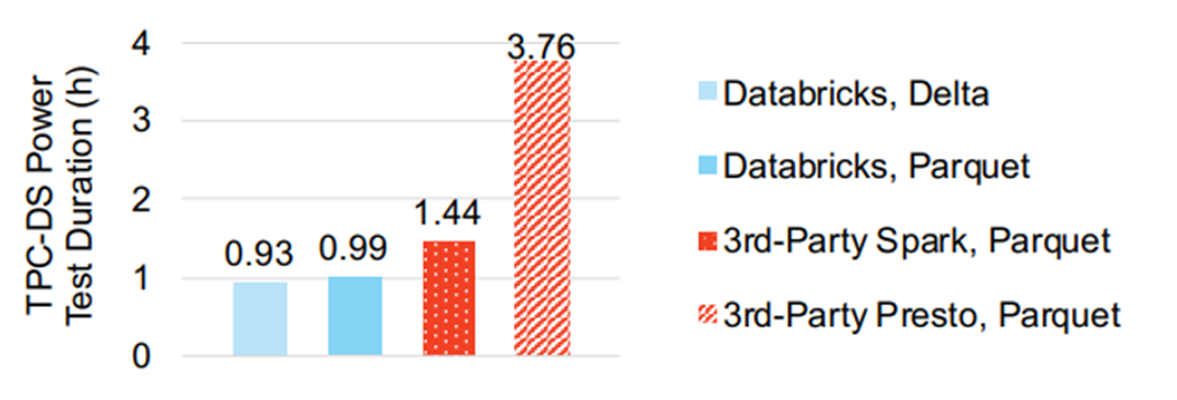 TPC-DS Power
Test Duration (h)
4
3
2
1
0
0.93
0.99
1.44
3.76
Databricks, Delta
Databricks, Parquet
3rd-Party Spark, Parquet
3rd-Party Presto, Parquet